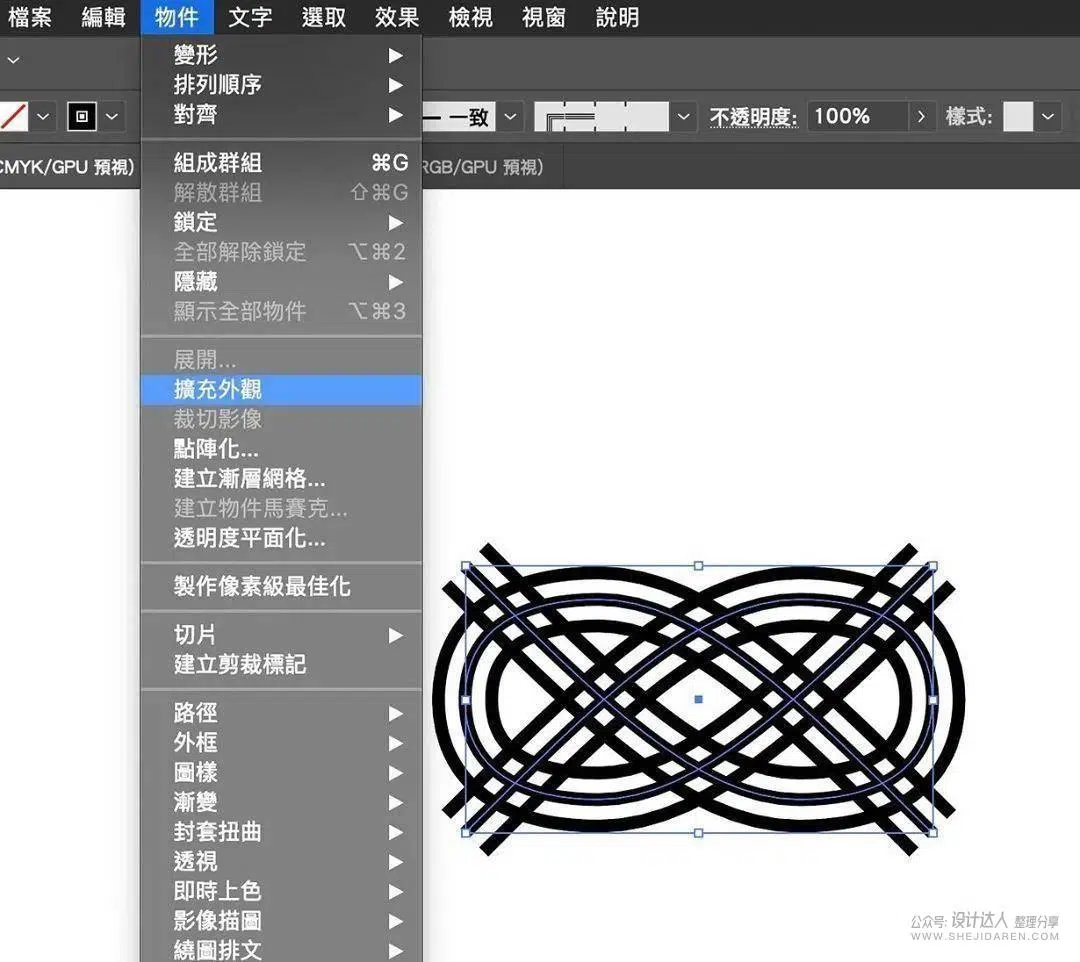 檔案 編輯 物件 文字 選取 效果 檢視 視窗 說明
一致 不透明度: 100% 樣式:
CMYK/GPU 預視) RGB/GPU 預視)
變形
排列順序
對齊
組成群組 ⌘G
解散群組 ⇧⌘G
鎖定
全部解除鎖定 ⌥⌘2
隱藏
顯示全部物件 ⌥⌘3
展開...
擴充外觀
裁切影像
點陣化...
建立漸層網格...
建立物件馬賽克...
透明度平面化...
製作像素級最佳化
切片
建立剪裁標記
路徑
外框
圖樣
漸變
封套扭曲
透視
即時上色
影像描圖
繞圖排文
公众号: 设计达人 整理分享
WWW.SHEJIDAREN.COM